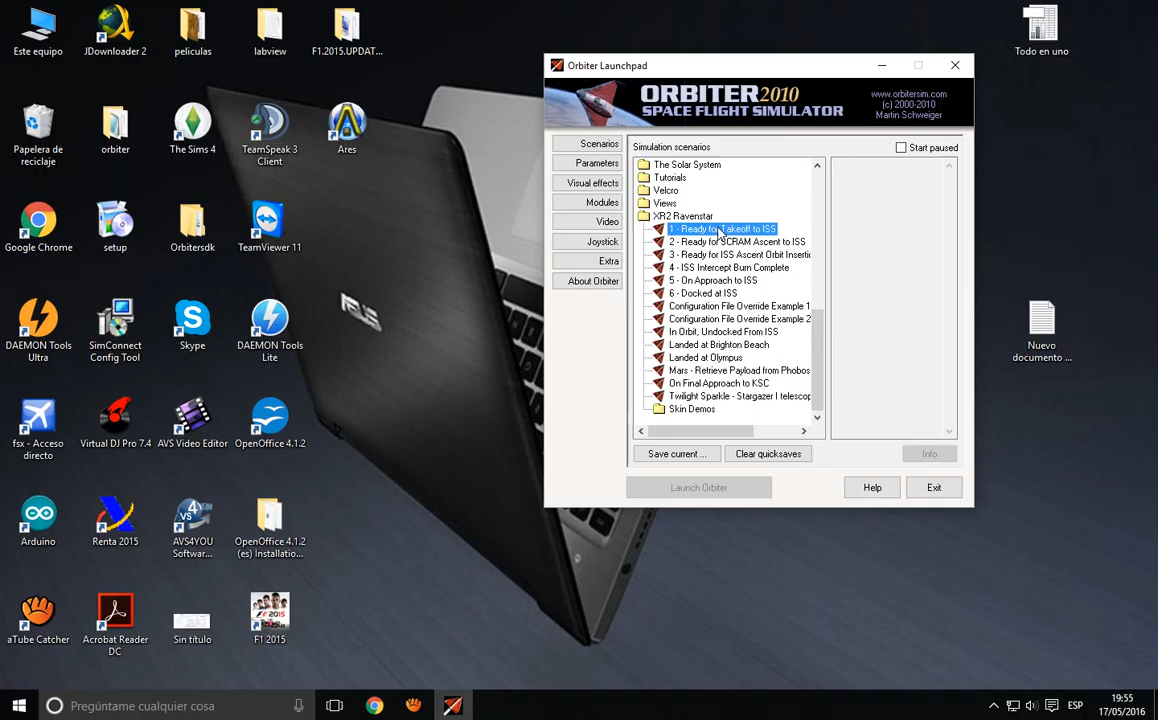 Este equipo
JDownloader 2
peliculas
labview
F1.2015.UPDAT...
Todo en uno
Papelera de
reciclaje
orbiter
The Sims 4
TeamSpeak 3
Client
Ares
Google Chrome
setup
Orbitersdk
TeamViewer 11
DAEMON Tools
Ultra
SimConnect
Config Tool
Skype
DAEMON Tools
Lite
Nuevo
documento ...
fsx - Acceso
directo
Virtual DJ Pro 7.4
AVS Video Editor
OpenOffice 4.1.2
Arduino
Renta 2015
AVS4YOU
Softwar...
OpenOffice 4.1.2
(es) Installatio...
aTube Catcher
Acrobat Reader
DC
Sin título
F1 2015
ASUS
Orbiter Launchpad
ORBITER 2010
SPACE FLIGHT SIMULATOR
www.orbitersim.com
(c) 2000-2010
Martin Schweiger
Scenarios
Parameters
Visual effects
Modules
Video
Joystick
Extra
About Orbiter
Simulation scenarios
Start paused
The Solar System
Tutorials
Velcro
Views
XR2 Ravenstar
1 - Ready for Takeoff to ISS
2 - Ready for SCRAM Ascent to ISS
3 - Ready for ISS Ascent Orbit Insertic
4 - ISS Intercept Burn Complete
5 - On Approach to ISS
6 - Docked at ISS
Configuration File Override Example 1
Configuration File Override Example 2
In Orbit, Undocked From ISS
Landed at Brighton Beach
Landed at Olympus
Mars - Retrieve Payload from Phobos
On Final Approach to KSC
Twilight Sparkle - Stargazer I telescop
Skin Demos
Save current ...
Clear quicksaves
Info
Launch Orbiter
Help
Exit
Pregúntame cualquier cosa
ESP
19:55
17/05/2016